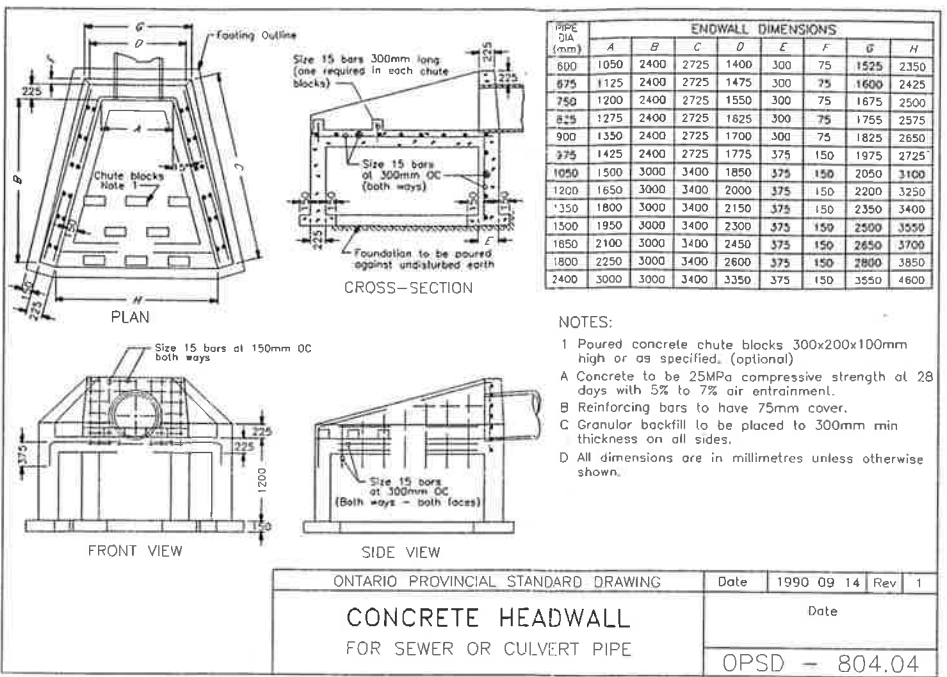 PIPE DIA (mm) ENDWALL DIMENSIONS
A B C D E F G H
600 1050 2400 2725 1400 300 75 1525 2350
675 1125 2400 2725 1475 300 75 1600 2425
750 1200 2400 2725 1550 300 75 1675 2500
825 1275 2400 2725 1625 300 75 1755 2575
900 1350 2400 2725 1700 300 75 1825 2650
975 1425 2400 2725 1775 375 150 1975 2725
1050 1500 3000 3400 1850 375 150 2050 3100
1200 1650 3000 3400 2000 375 150 2200 3250
1350 1800 3000 3400 2150 375 150 2350 3400
1500 1950 3000 3400 2300 375 150 2500 3550
1650 2100 3000 3400 2450 375 150 2650 3700
1800 2250 3000 3400 2600 375 150 2800 3850
2400 3000 3000 3400 3350 375 150 3550 4600
G
D
Footing Outline
F
225
A
B
C
Chute blocks
Note 1
150
E
150
225
H
PLAN
Size 15 bars 300mm long
(one required in each chute
blocks)
225
225
Size 15 bars
at 300mm OC
(both ways)
150
150
225
E
Foundation to be poured
against undisturbed earth
CROSS-SECTION
Size 15 bars at 150mm OC
both ways
375
225
225
1200
150
FRONT VIEW
Size 15 bars
at 300mm OC
(Both ways - both faces)
SIDE VIEW
NOTES:
1 Poured concrete chute blocks 300x200x100mm
high or as specified. (optional)
A Concrete to be 25MPa compressive strength at 28
days with 5% to 7% air entrainment.
B Reinforcing bars to have 75mm cover.
C Granular backfill to be placed to 300mm min
thickness on all sides.
D All dimensions are in millimetres unless otherwise
shown.
ONTARIO PROVINCIAL STANDARD DRAWING Date 1990 09 14 Rev 1
CONCRETE HEADWALL
FOR SEWER OR CULVERT PIPE
Date
OPSD - 804.04